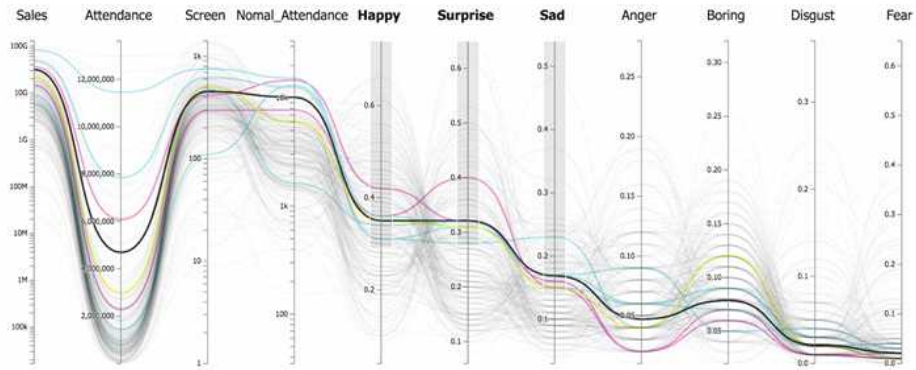 Sales Attendance Screen Nomal_Attendance Happy Surprise Sad Anger Boring Disgust Fear
100G 10G 1G 100M 10M 1M 100k
12,000,000 10,000,000 8,000,000 6,000,000 4,000,000 2,000,000
1k 100 10 1
1k 100
0.6 0.4 0.2
0.6 0.5 0.4 0.3 0.2 0.1
0.5 0.4 0.3 0.2 0.1
0.25 0.20 0.15 0.10 0.05
0.30 0.25 0.20 0.15 0.10 0.05
0.3 0.2 0.1 0.0
0.6 0.5 0.4 0.3 0.2 0.1 0.0